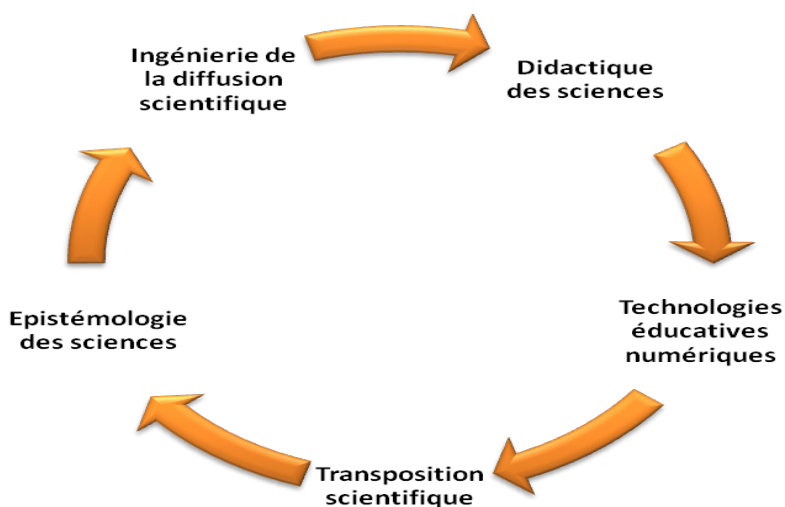 Ingénierie de
la diffusion
scientifique
Didactique
des sciences
Technologies
éducatives
numériques
Transposition
scientifique
Epistémologie
des sciences